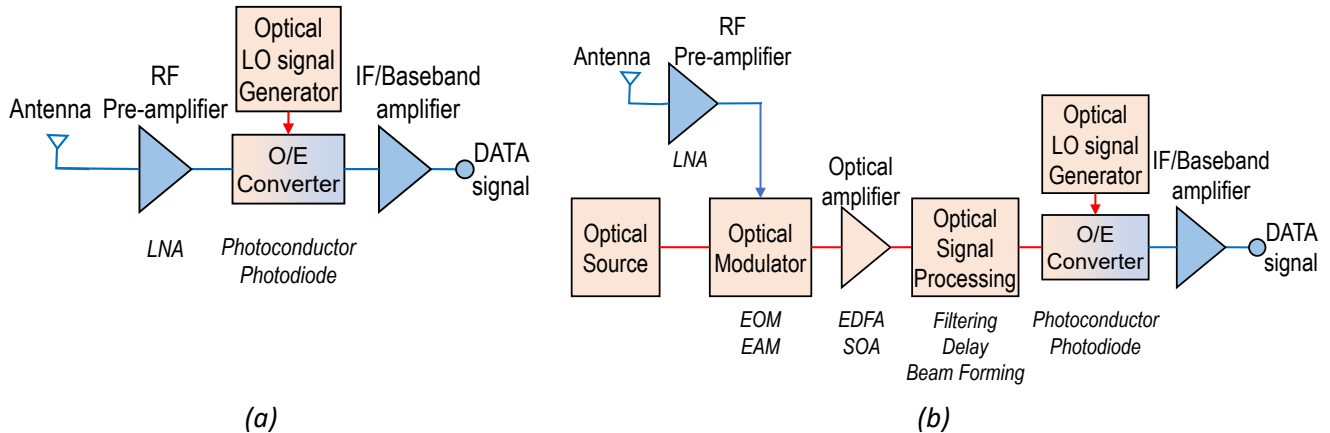 Antenna
RF
Pre-amplifier
Optical
LO signal
Generator
O/E
Converter
IF/Baseband
amplifier
DATA
signal
LNA
Photoconductor
Photodiode
(a)
Antenna
RF
Pre-amplifier
LNA
Optical
Source
Optical
Modulator
EOM
EAM
Optical
amplifier
EDFA
SOA
Optical
Signal
Processing
Filtering
Delay
Beam Forming
Optical
LO signal
Generator
O/E
Converter
Photoconductor
Photodiode
IF/Baseband
amplifier
DATA
signal
(b)